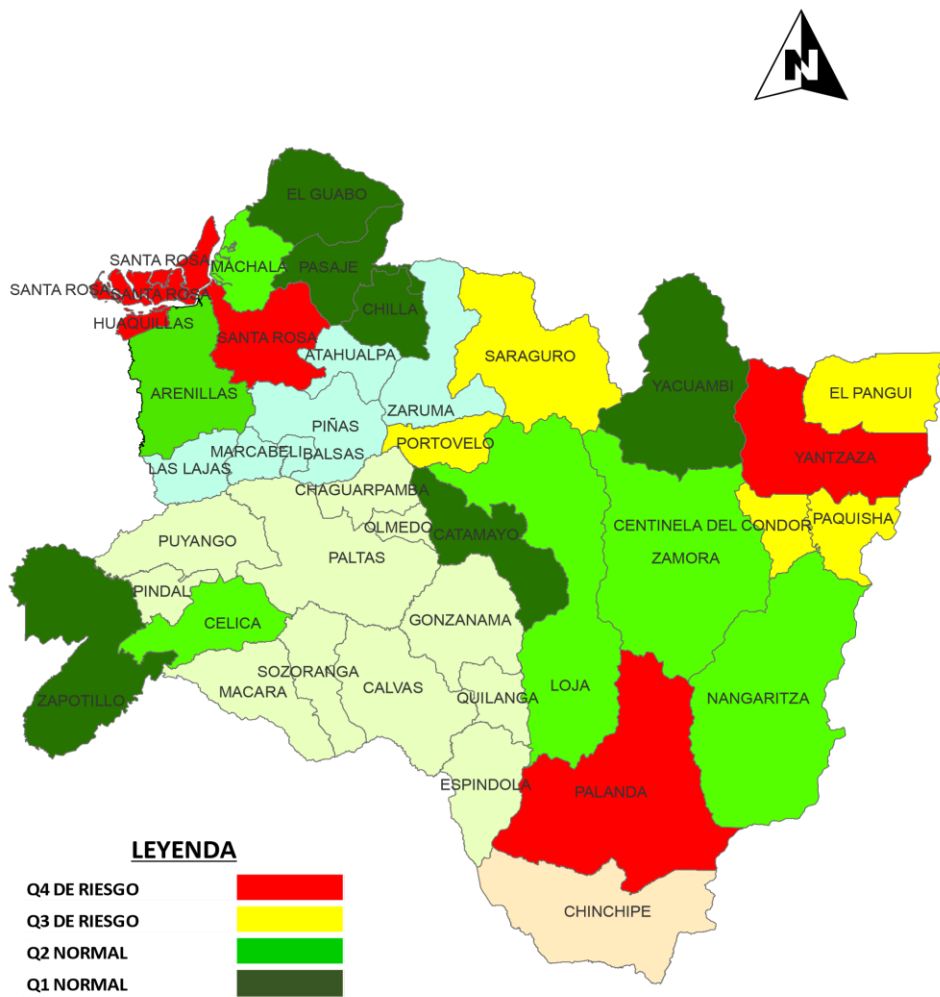 N
EL GUABO
SANTA ROSA
MACHALA
PASAJE
SANTA ROSA
SANTA ROSA
CHILLA
HUAQUILLAS
SANTA ROSA
ATAHUALPA
SARAGURO
YACUAMBI
EL PANGUI
ARENILLAS
ZARUMA
PIÑAS
PORTOVELO
MARCABELI
BALSAS
LAS LAJAS
YANTZAZA
CHAGUARPAMBA
OLMEDO
CATAMAYO
CENTINELA DEL CONDOR
PAQUISHA
PUYANGO
PALTAS
ZAMORA
PINDAL
CELICA
GONZANAMA
SOZORANGA
MACARA
CALVAS
QUILANGA
LOJA
ZAPOTILLO
NANGARITZA
ESPINDOLA
PALANDA
CHINCHIPE
LEYENDA
Q4 DE RIESGO
Q3 DE RIESGO
Q2 NORMAL
Q1 NORMAL